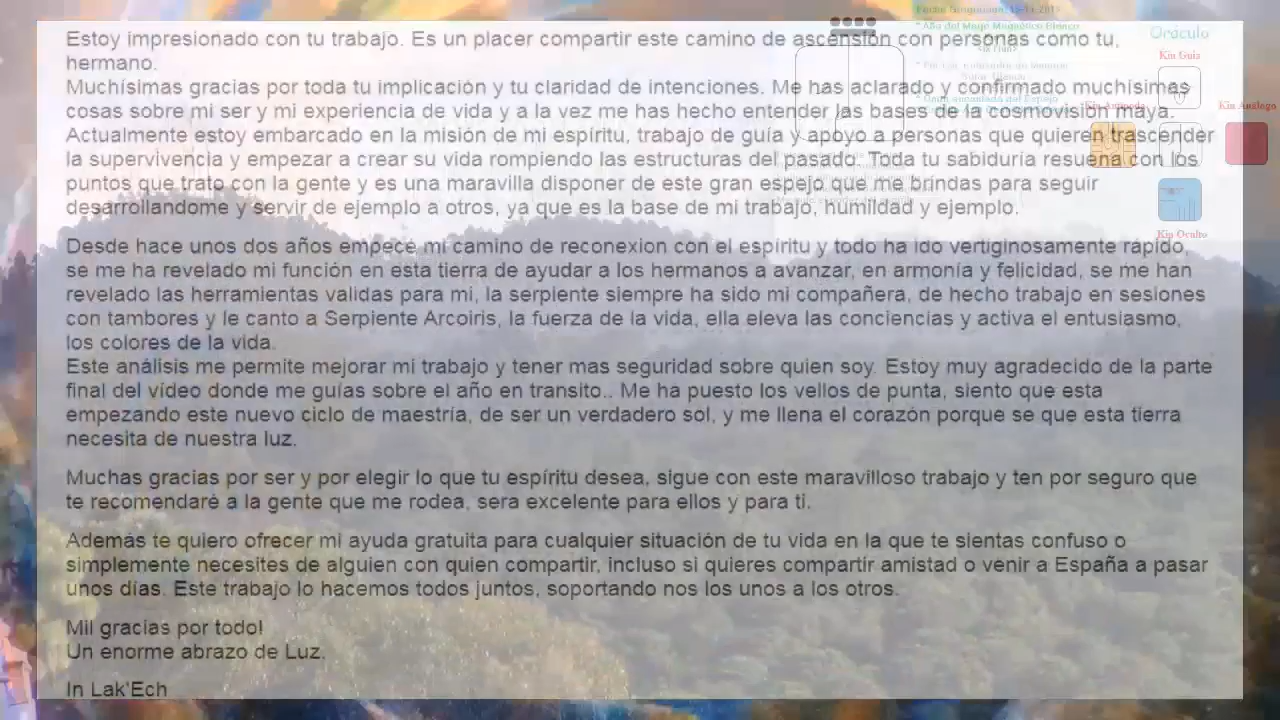 Estoy impresionado con tu trabajo. Es un placer compartir este camino de ascensión con personas como tu,
hermano.
Muchísimas gracias por toda tu implicación y tu claridad de intenciones. Me has aclarado y confirmado muchísimas
cosas sobre mi ser y mi experiencia de vida y a la vez me has hecho entender las bases de la cosmovisión maya.
Actualmente estoy embarcado en la misión de mi espíritu, trabajo de guía y apoyo a personas que quieren trascender
la supervivencia y empezar a crear su vida rompiendo las estructuras del pasado. Toda tu sabiduría resuena con los
puntos que trato con la gente y es una maravilla disponer de este gran espejo que me brindas para seguir
desarrollandome y servir de ejemplo a otros, ya que es la base de mi trabajo, humildad y ejemplo.
Desde hace unos dos años empecé mi camino de reconexion con el espíritu y todo ha ido vertiginosamente rápido,
se me ha revelado mi función en esta tierra de ayudar a los hermanos a avanzar, en armonía y felicidad, se me han
revelado las herramientas validas para mi, la serpiente siempre ha sido mi compañera, de hecho trabajo en sesiones
con tambores y le canto a Serpiente Arcoiris, la fuerza de la vida, ella eleva las conciencias y activa el entusiasmo,
los colores de la vida.
Este análisis me permite mejorar mi trabajo y tener mas seguridad sobre quien soy. Estoy muy agradecido de la parte
final del vídeo donde me guías sobre el año en transito.. Me ha puesto los vellos de punta, siento que esta
empezando este nuevo ciclo de maestría, de ser un verdadero sol, y me llena el corazón porque se que esta tierra
necesita de nuestra luz.
Muchas gracias por ser y por elegir lo que tu espíritu desea, sigue con este maravilloso trabajo y ten por seguro que
te recomendaré a la gente que me rodea, sera excelente para ellos y para ti.
Además te quiero ofrecer mi ayuda gratuita para cualquier situación de tu vida en la que te sientas confuso o
simplemente necesites de alguien con quien compartir, incluso si quieres compartir amistad o venir a España a pasar
unos días. Este trabajo lo hacemos todos juntos, soportando nos los unos a los otros.
Mil gracias por todo!
Un enorme abrazo de Luz.
In Lak'Ech
* Año del Mago Magnético Blanco
Oráculo
Kin Guía
Kin Antípoda
Kin Análogo
Kin Oculto